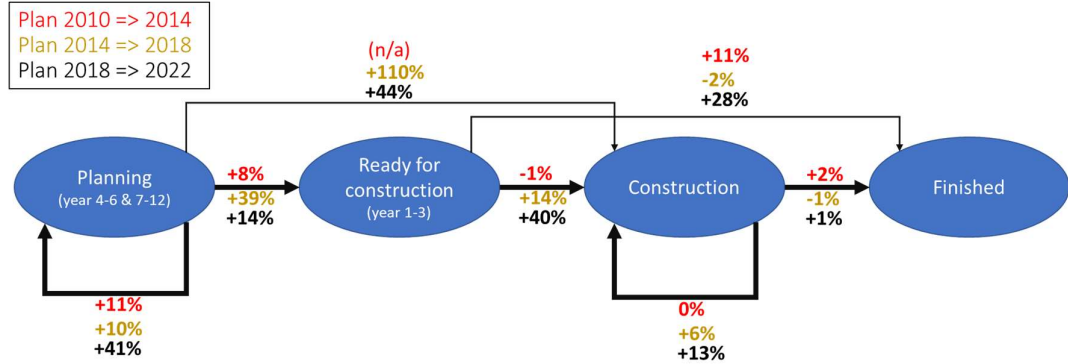 Plan 2010 => 2014
Plan 2014 => 2018
Plan 2018 => 2022
(n/a)
+110%
+44%
+11%
-2%
+28%
Planning
(year 4-6 & 7-12)
+8%
+39%
+14%
Ready for
construction
(year 1-3)
-1%
+14%
+40%
Construction
+2%
-1%
+1%
Finished
+11%
+10%
+41%
0%
+6%
+13%